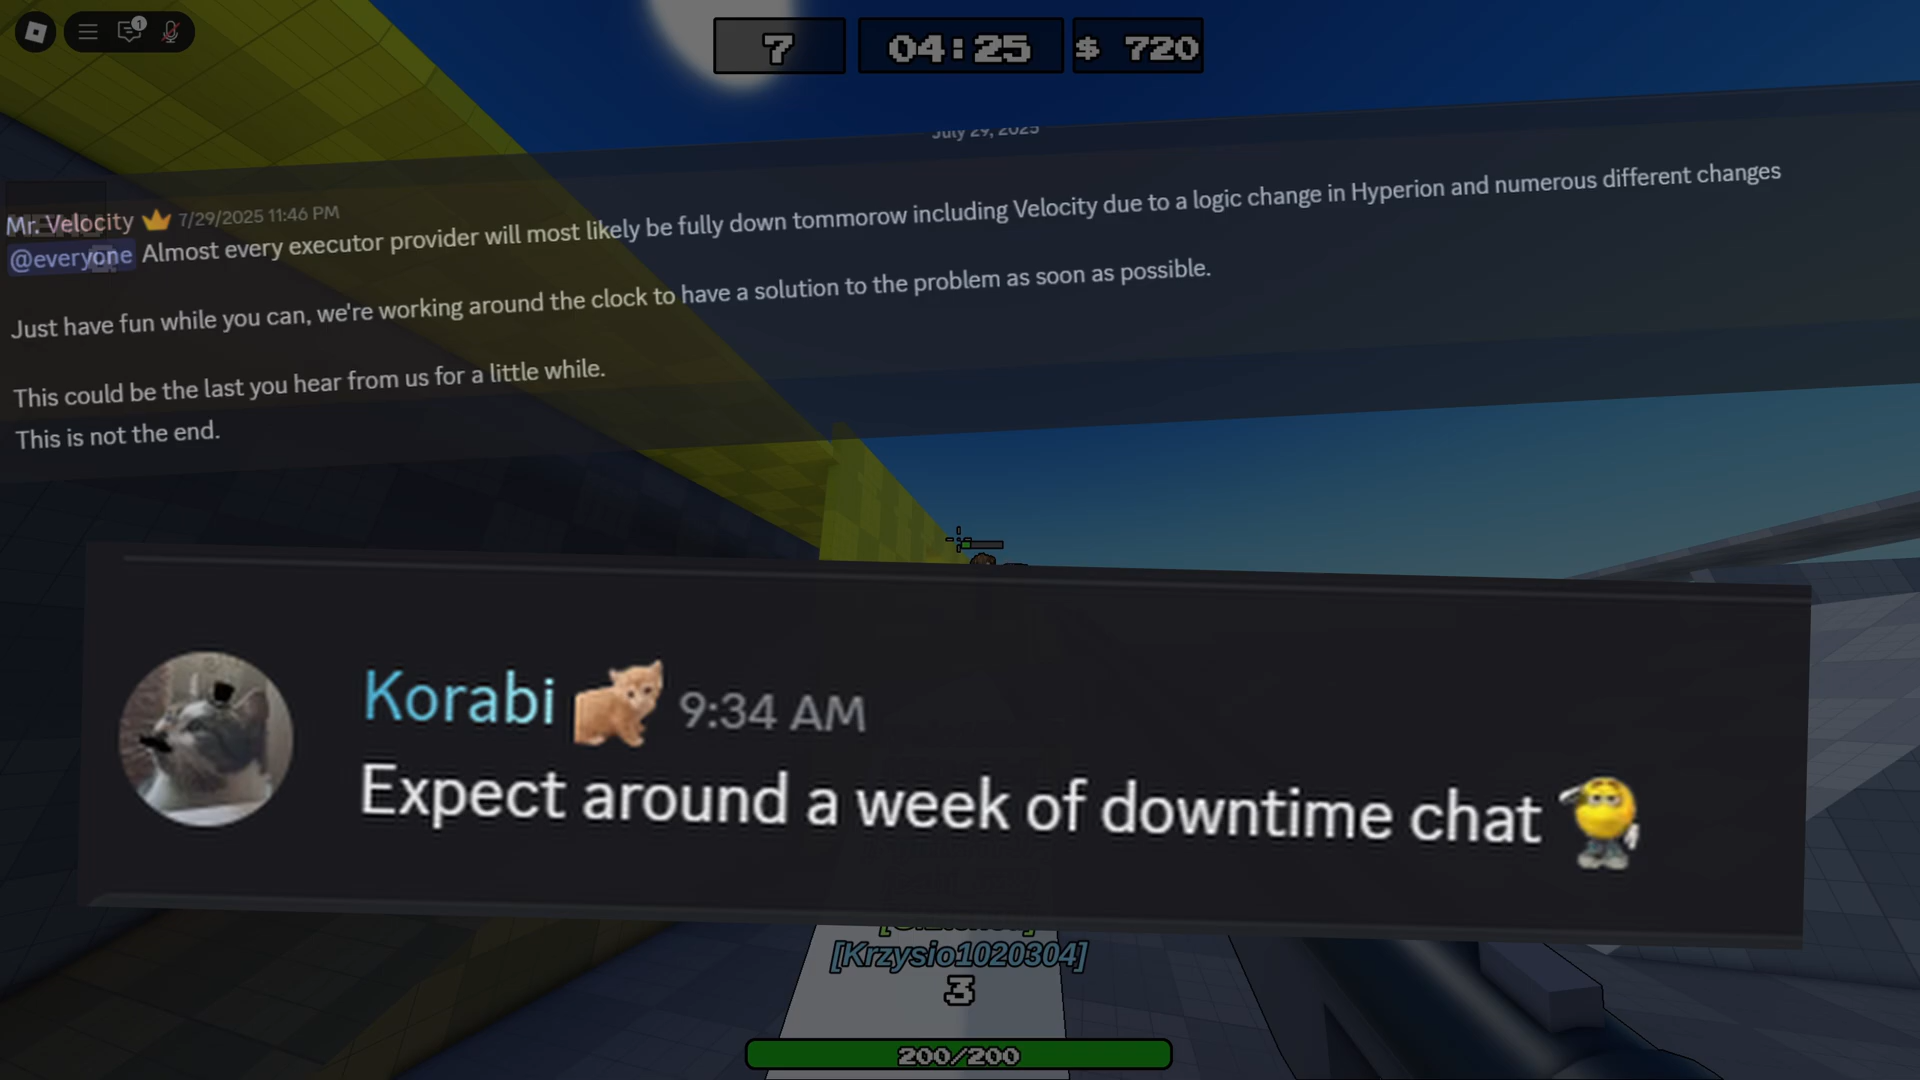 1
7
04:25
$ 720
July 29, 2025
Mr. Velocity 7/29/2025 11:46 PM
@everyone Almost every executor provider will most likely be fully down tommorow including Velocity due to a logic change in Hyperion and numerous different changes
Just have fun while you can, we're working around the clock to have a solution to the problem as soon as possible.
This could be the last you hear from us for a little while.
This is not the end.
Korabi 9:34 AM
Expect around a week of downtime chat
[Krzysio1020304]
3
200/200